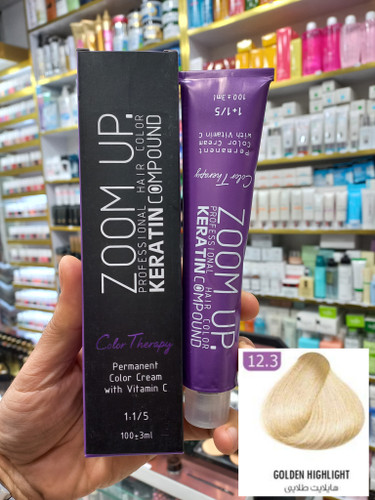 ZOOM UP.
PROFESSIONAL HAIR COLOR
KERATIN COMPOUND
Color Therapy
Permanent
Color Cream
with Vitamin C
1+1/5
100±3ml
ZOOM UP.
PROFESSIONAL HAIR COLOR
KERATIN COMPOUND
Color Therapy
Permanent
Color Cream
with Vitamin C
1+1/5
100±3ml
12.3
GOLDEN HIGHLIGHT
هایلایت طلایی